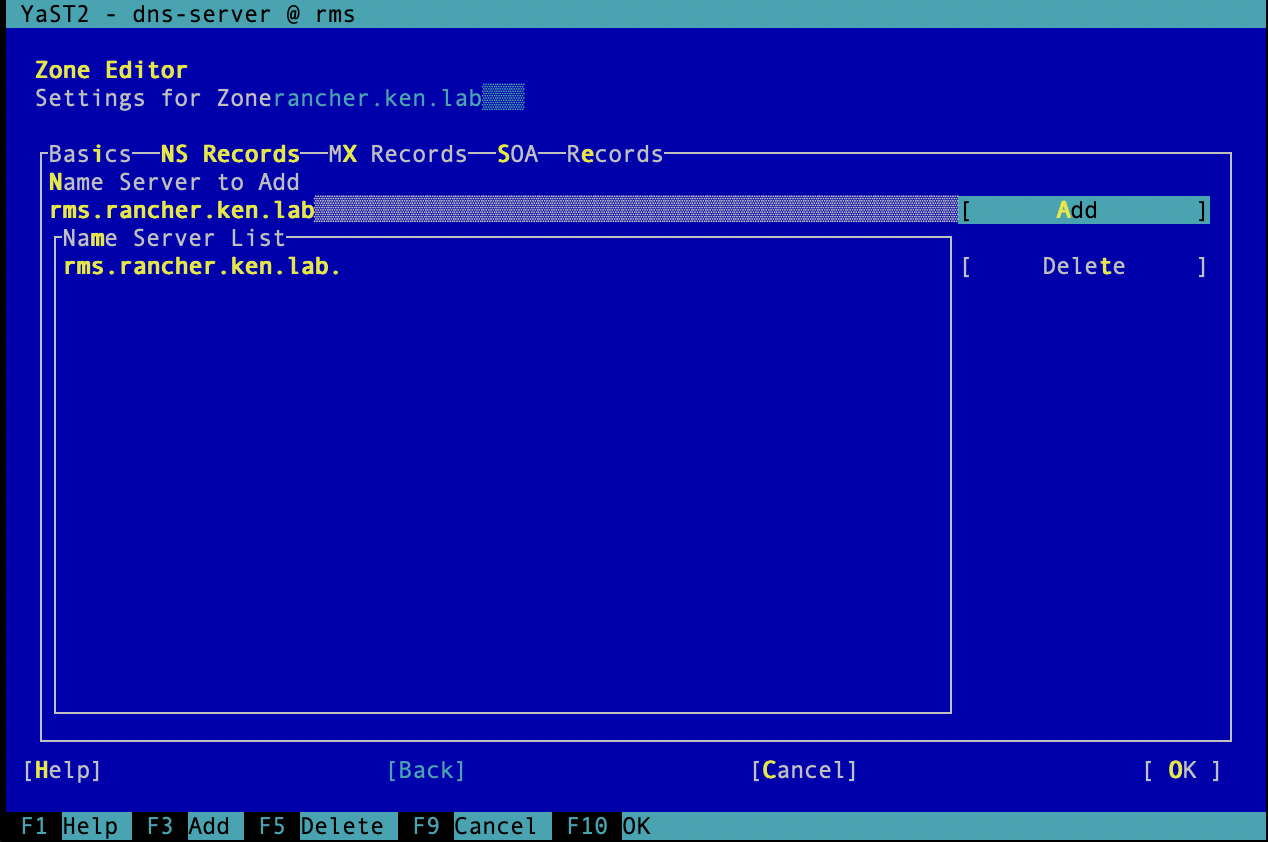 YaST2 - dns-server @ rms
Zone Editor
Settings for Zone rancher.ken.lab
Basics NS Records MX Records SOA Records
Name Server to Add
rms.rancher.ken.lab [ Add ]
Name Server List
rms.rancher.ken.lab. [ Delete ]
[Help] [Back] [Cancel] [ OK ]
F1 Help F3 Add F5 Delete F9 Cancel F10 OK